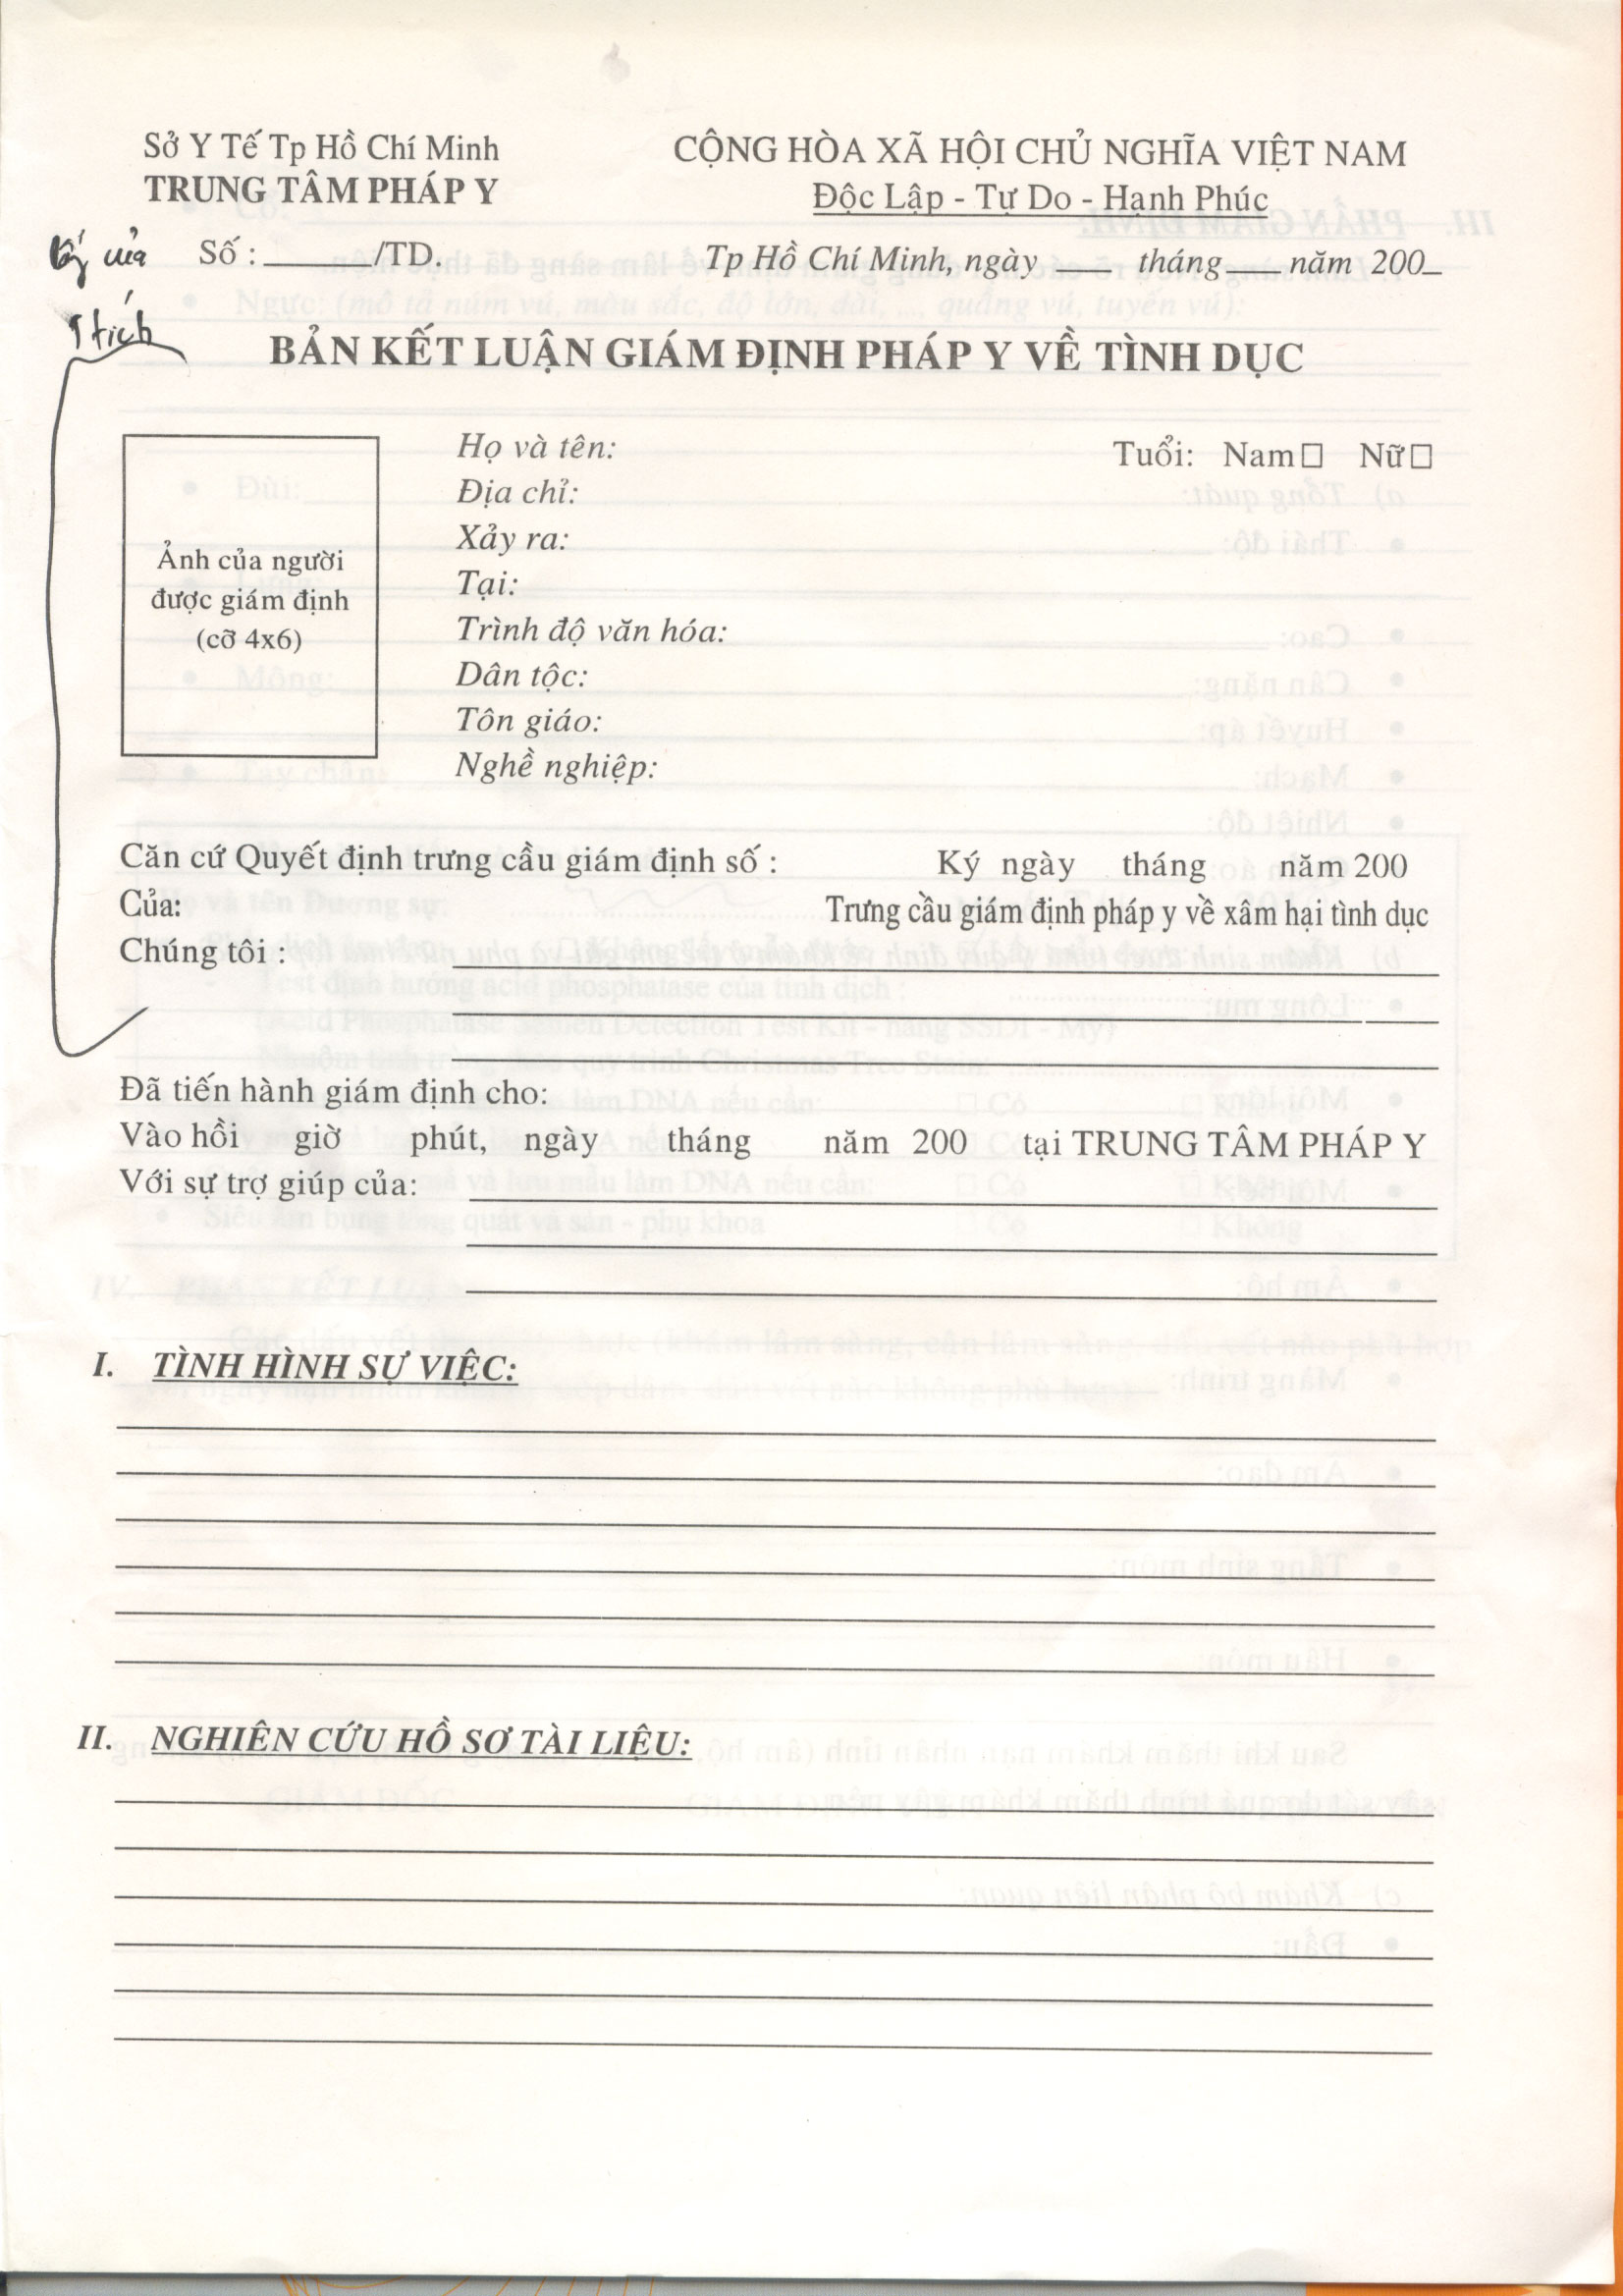 Sở Y Tế Tp Hồ Chí Minh
TRUNG TÂM PHÁP Y
CỘNG HÒA XÃ HỘI CHỦ NGHĨA VIỆT NAM
Độc Lập - Tự Do - Hạnh Phúc
Số : ______/TD.
Tp Hồ Chí Minh, ngày ___ tháng ___ năm 200_
tích
BẢN KẾT LUẬN GIÁM ĐỊNH PHÁP Y VỀ TÌNH DỤC
Ảnh của người
được giám định
(cỡ 4x6)
Họ và tên: Tuổi: Nam☐ Nữ☐
Địa chỉ:
Xảy ra:
Tại:
Trình độ văn hóa:
Dân tộc:
Tôn giáo:
Nghề nghiệp:
Căn cứ Quyết định trưng cầu giám định số : Ký ngày tháng năm 200
Của: Trưng cầu giám định pháp y về xâm hại tình dục
Chúng tôi :
Đã tiến hành giám định cho:
Vào hồi giờ phút, ngày tháng năm 200 tại TRUNG TÂM PHÁP Y
Với sự trợ giúp của:
I. TÌNH HÌNH SỰ VIỆC:
II. NGHIÊN CỨU HỒ SƠ TÀI LIỆU: